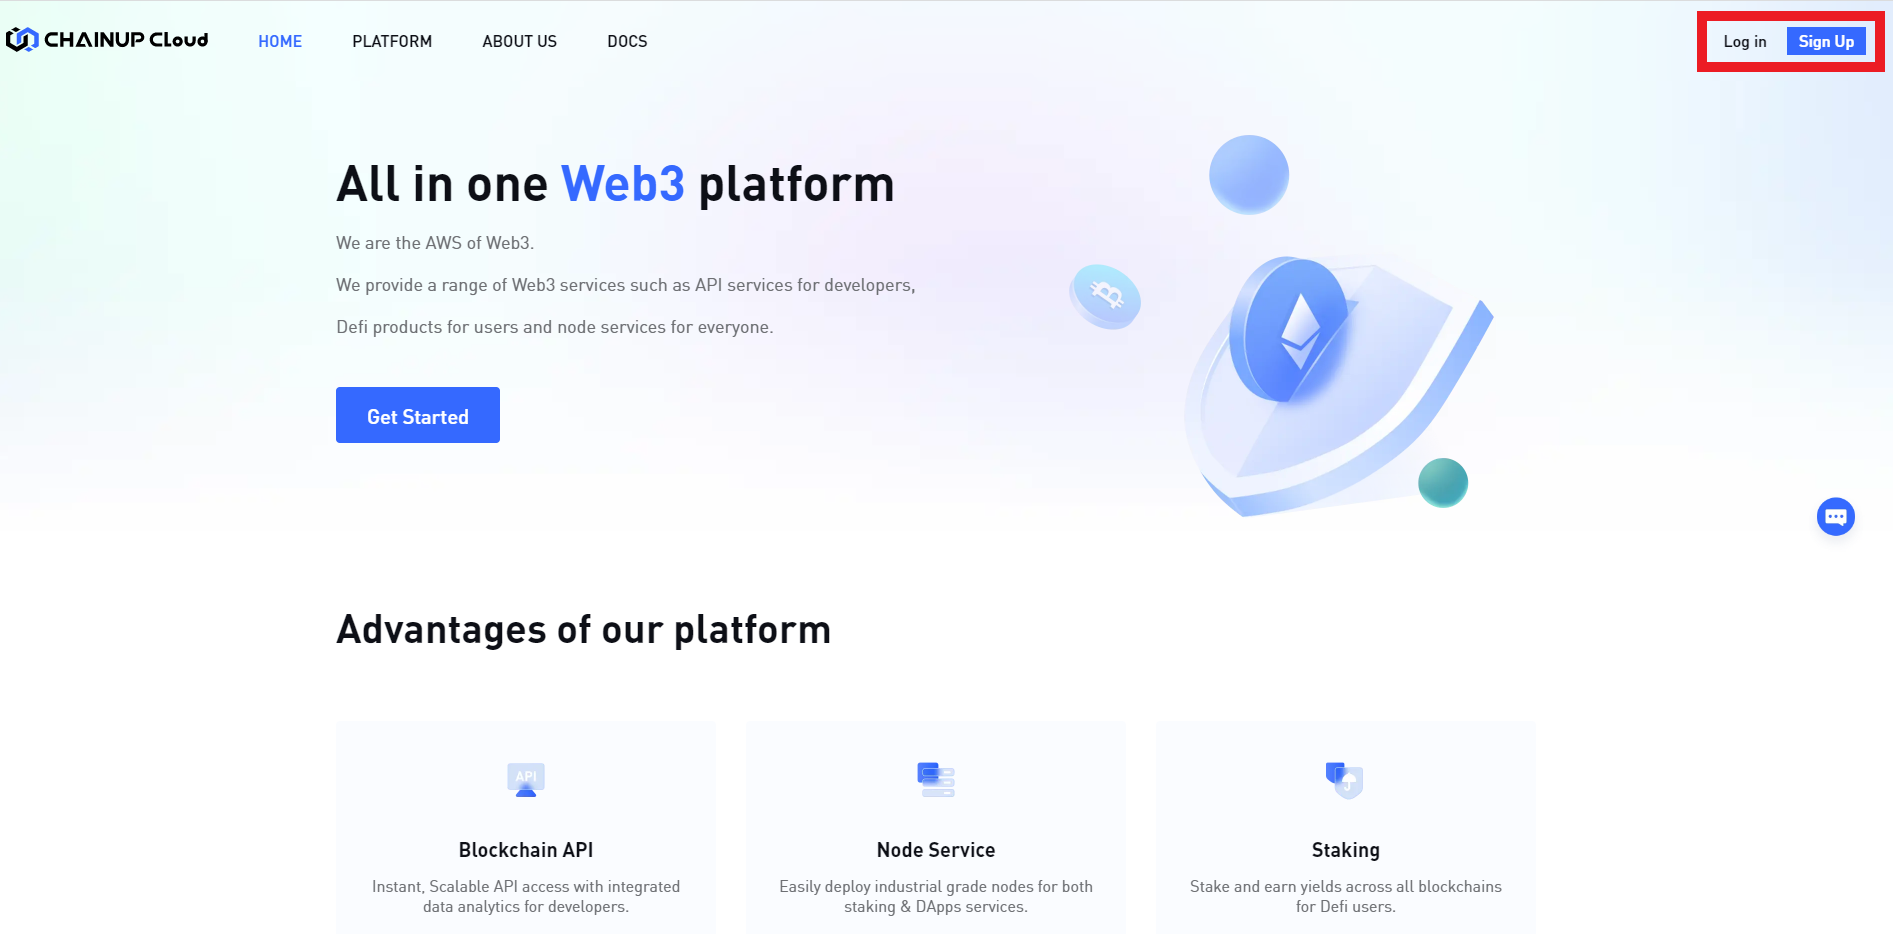 CHAINUP CLoud
HOME
PLATFORM
ABOUT US
DOCS
Log in
Sign Up
All in one Web3 platform
We are the AWS of Web3.
We provide a range of Web3 services such as API services for developers,
Defi products for users and node services for everyone.
Get Started
Advantages of our platform
API
Blockchain API
Instant, Scalable API access with integrated
data analytics for developers.
Node Service
Easily deploy industrial grade nodes for both
staking & DApps services.
Staking
Stake and earn yields across all blockchains
for Defi users.